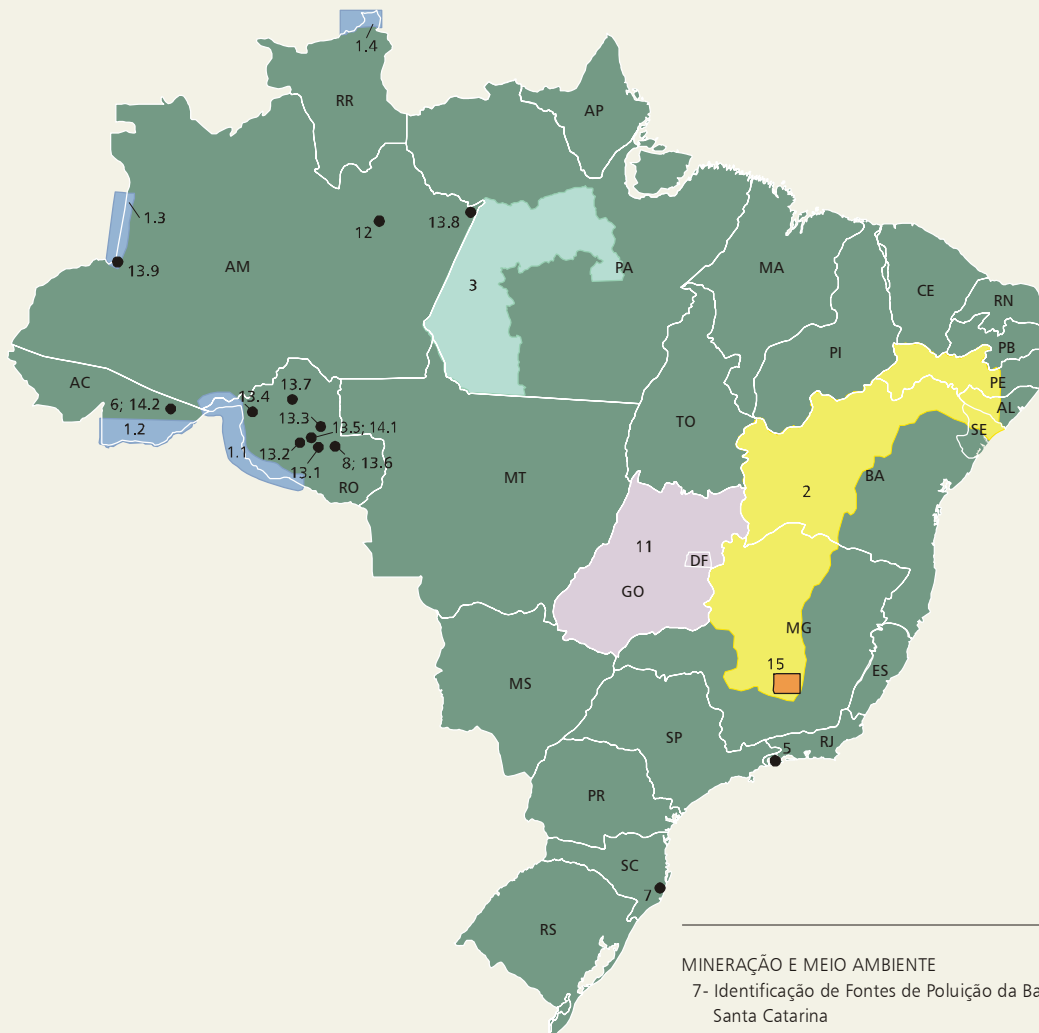 1.4
RR
AP
1.3
12
13.8
13.9
AM
3
PA
MA
CE
RN
PB
PI
PE
AL
SE
AC
6; 14.2
1.2
13.4
13.7
13.3
13.5; 14.1
1.1
13.2
13.1
8; 13.6
RO
MT
TO
2
BA
11
DF
GO
MG
15
ES
MS
SP
5
RJ
PR
SC
7
RS
MINERAÇÃO E MEIO AMBIENTE
7- Identificação de Fontes de Poluição da Ba
Santa Catarina